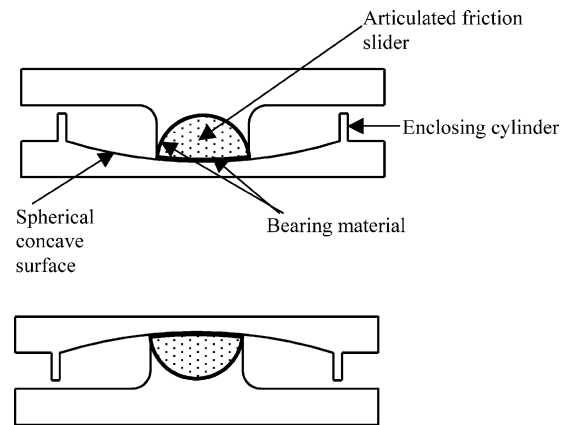 Articulated friction
slider
Enclosing cylinder
Spherical
concave
surface
Bearing material